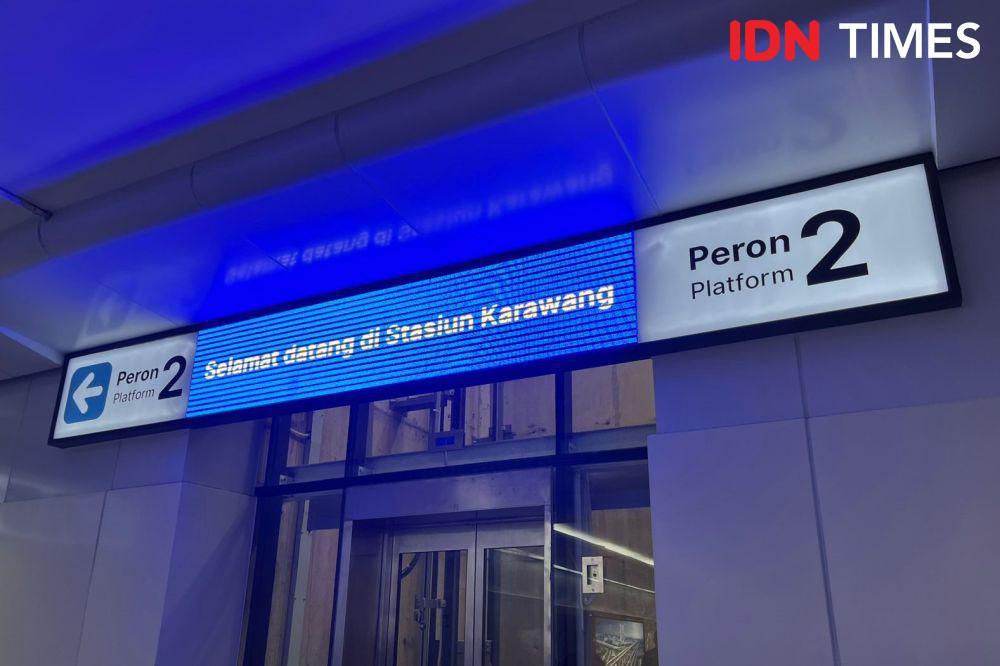 IDN TIMES
Peron 2
Platform
Selamat datang di Stasiun Karawang
Peron 2
Platform